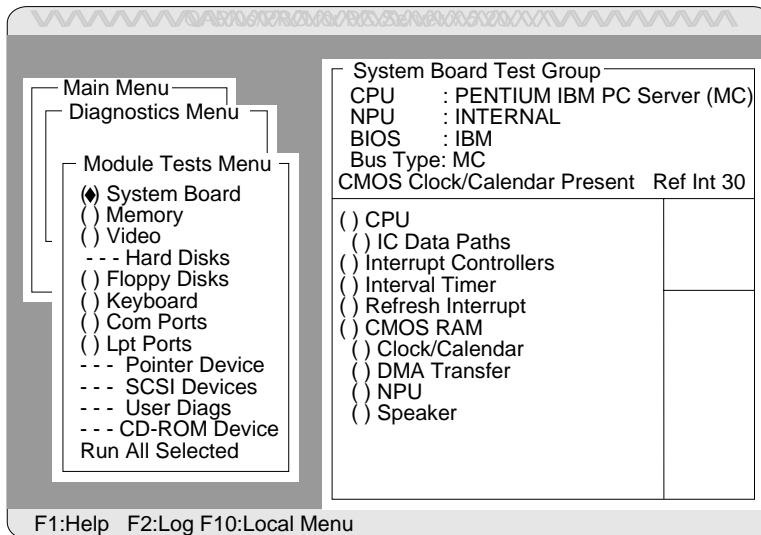 Main Menu
Diagnostics Menu
Module Tests Menu
(♦) System Board
( ) Memory
( ) Video
- - - Hard Disks
( ) Floppy Disks
( ) Keyboard
( ) Com Ports
( ) Lpt Ports
- - - Pointer Device
- - - SCSI Devices
- - - User Diags
- - - CD-ROM Device
Run All Selected
System Board Test Group
CPU : PENTIUM IBM PC Server (MC)
NPU : INTERNAL
BIOS : IBM
Bus Type: MC
CMOS Clock/Calendar Present Ref Int 30
( ) CPU
( ) IC Data Paths
( ) Interrupt Controllers
( ) Interval Timer
( ) Refresh Interrupt
( ) CMOS RAM
( ) Clock/Calendar
( ) DMA Transfer
( ) NPU
( ) Speaker
F1:Help F2:Log F10:Local Menu